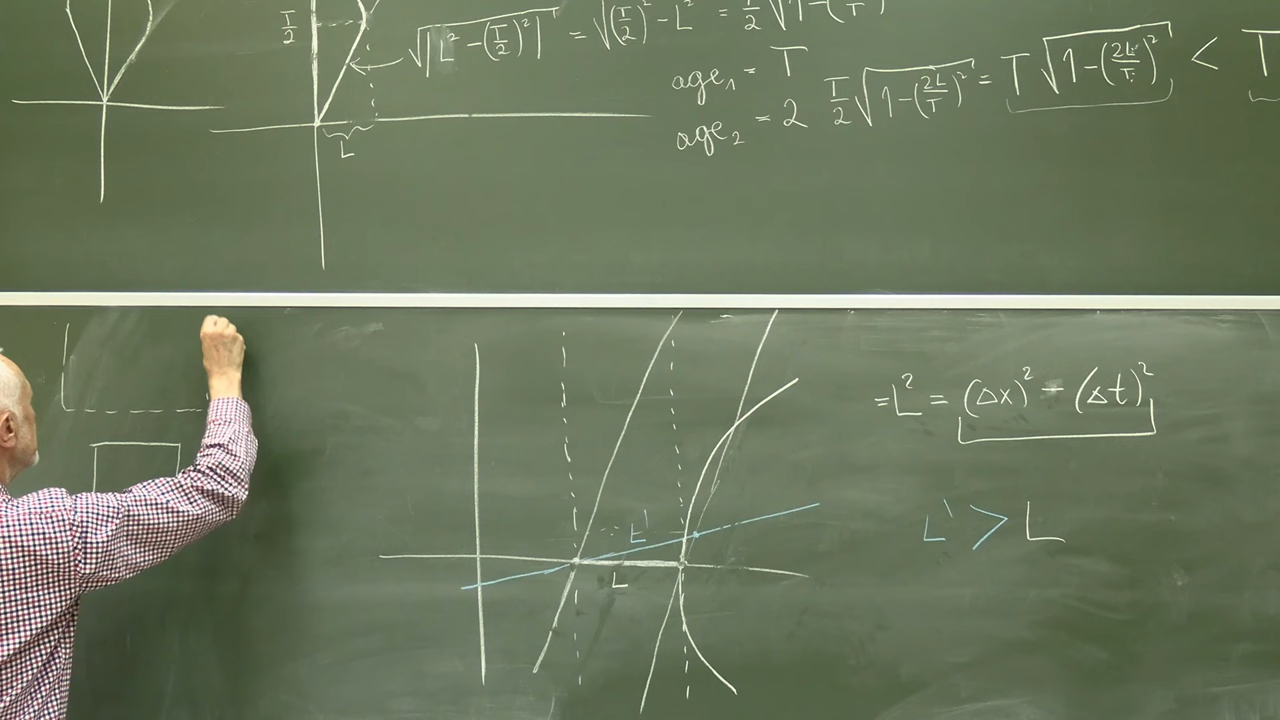 T/2
√|L² − (T/2)²| = √(T/2)² − L² = T/2 √1 − (
L
age₁ = T
age₂ = 2 T/2 √1 − (2L/T)² = T √1 − (2L/T)² < T
= L² = (Δx)² − (Δt)²
L'
L
L' > L